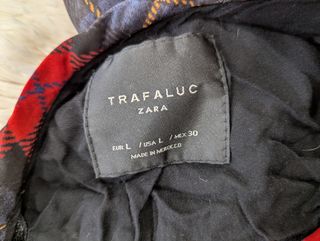 TRAFALUC
ZARA
EUR L / USA L / MEX 30
MADE IN MOROCCO